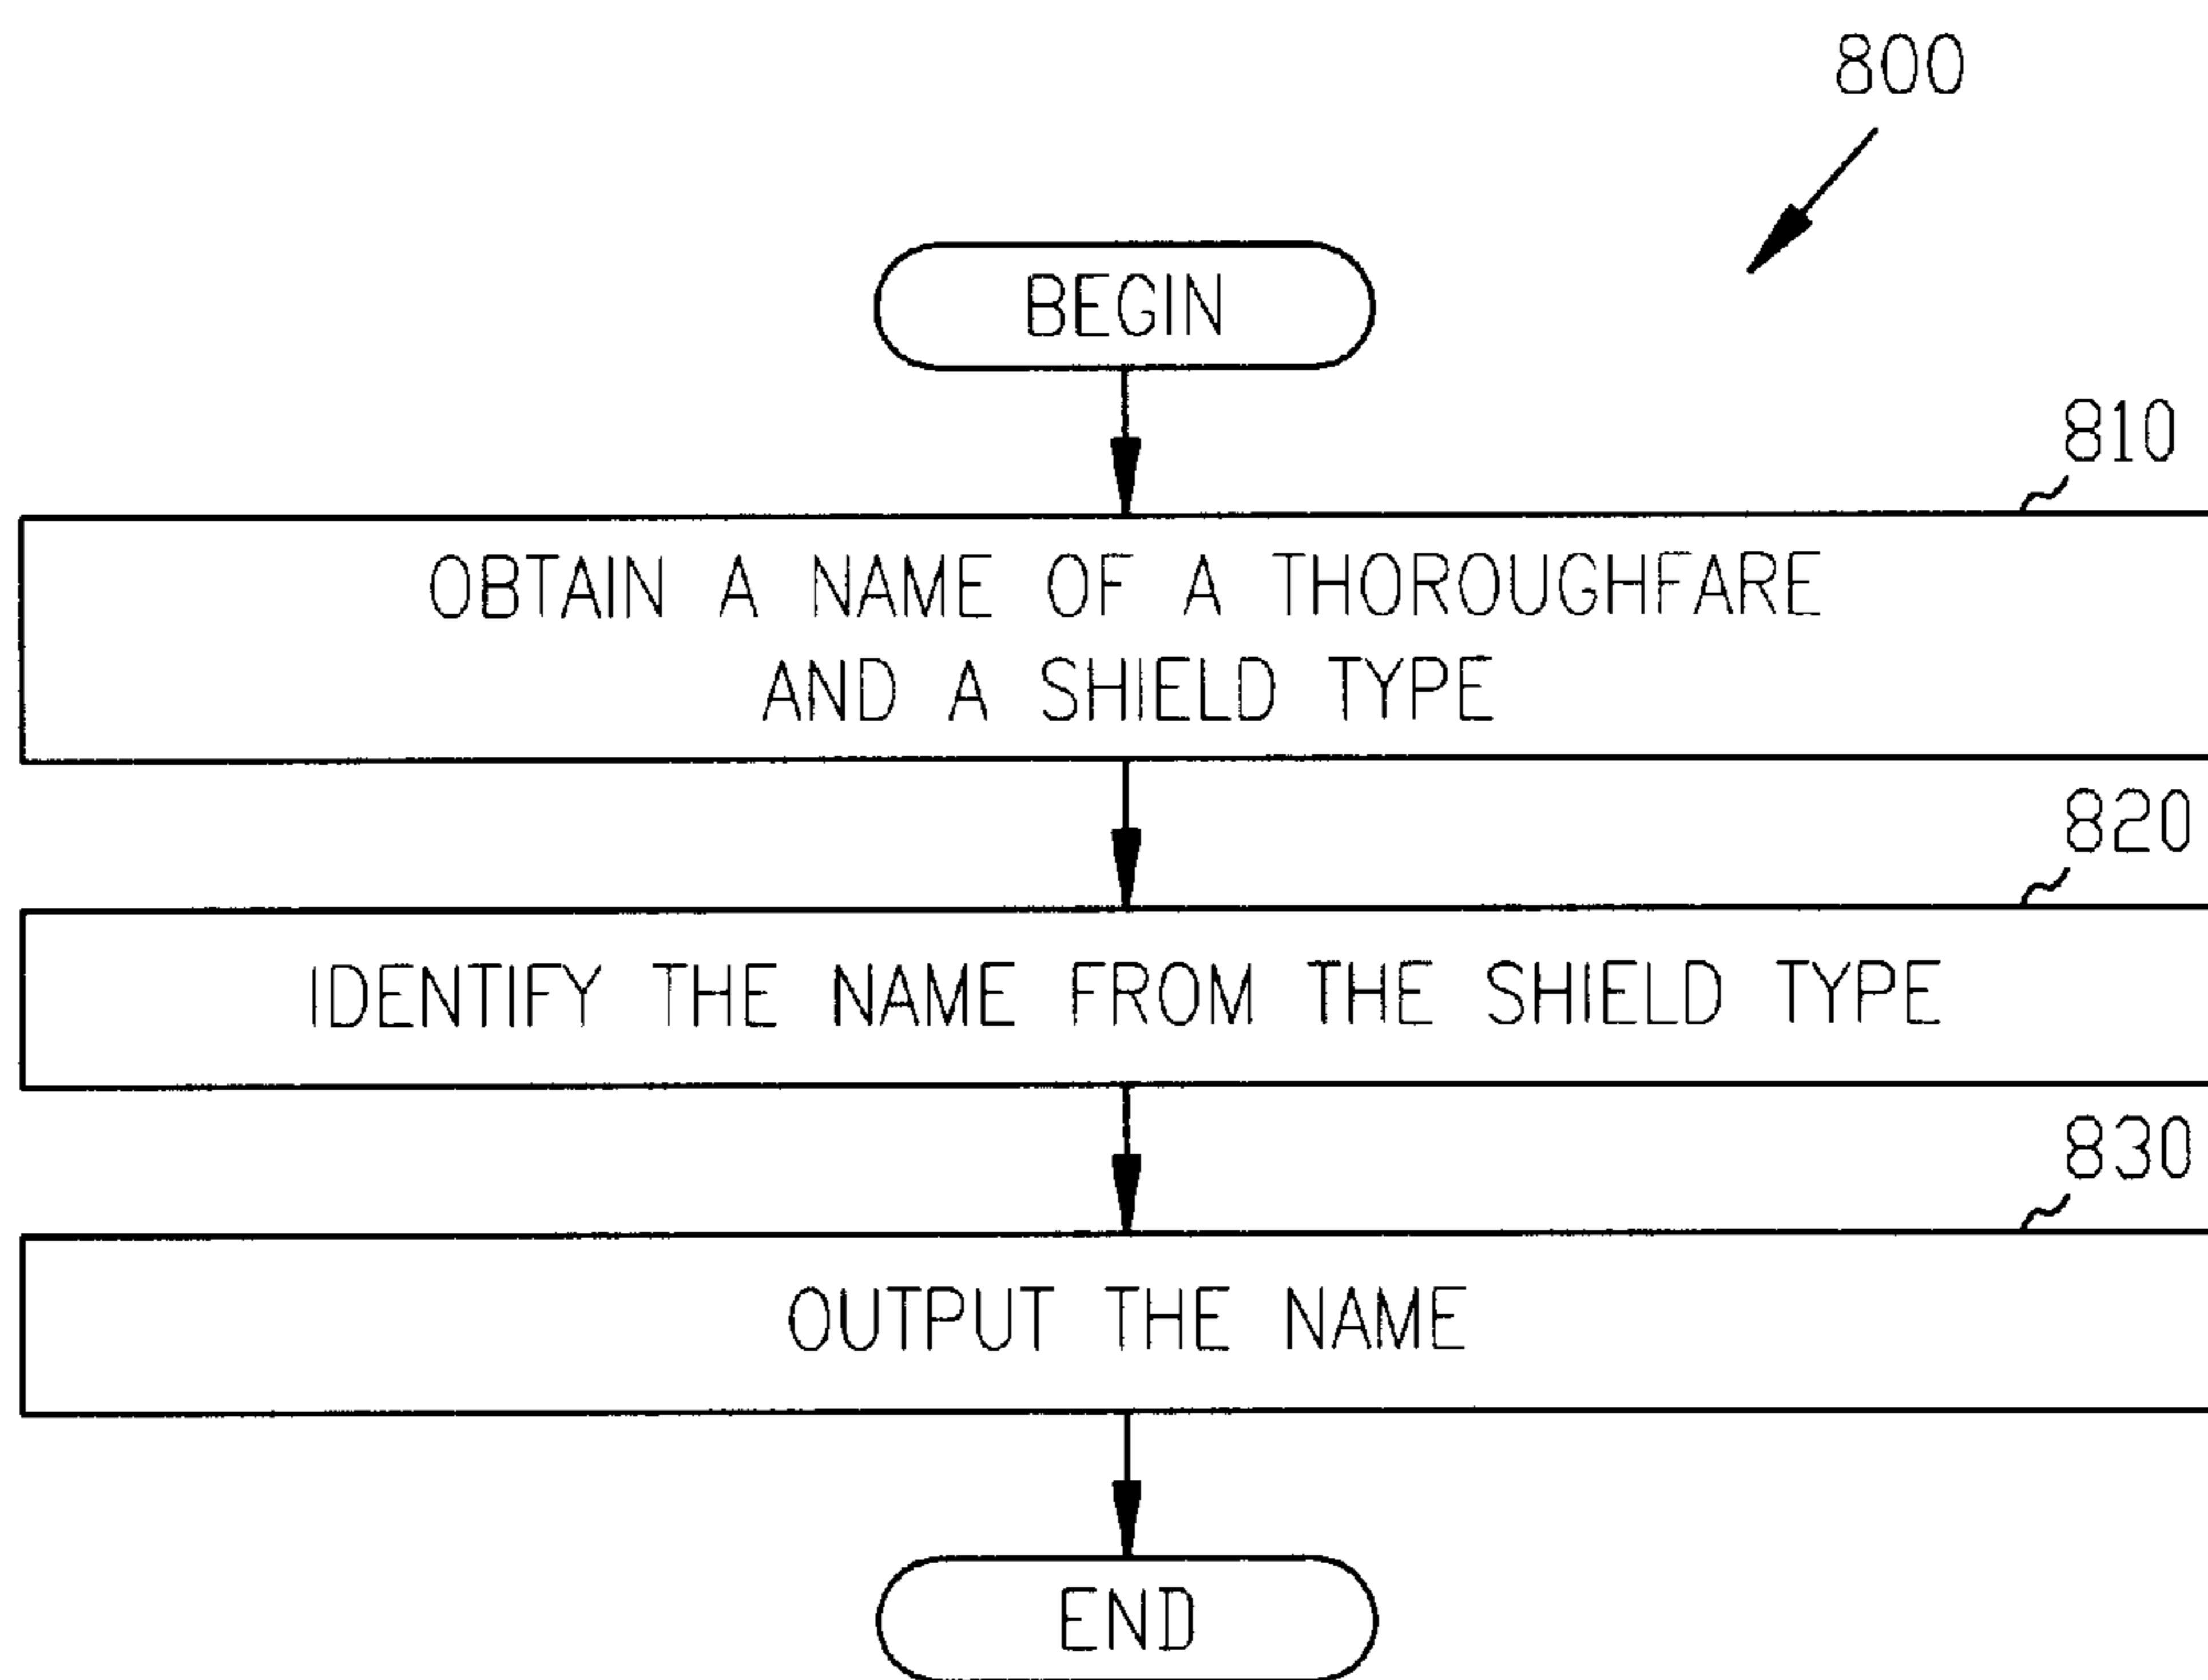 800
BEGIN
810
OBTAIN A NAME OF A THOROUGHFARE
AND A SHIELD TYPE
820
IDENTIFY THE NAME FROM THE SHIELD TYPE
830
OUTPUT THE NAME
END